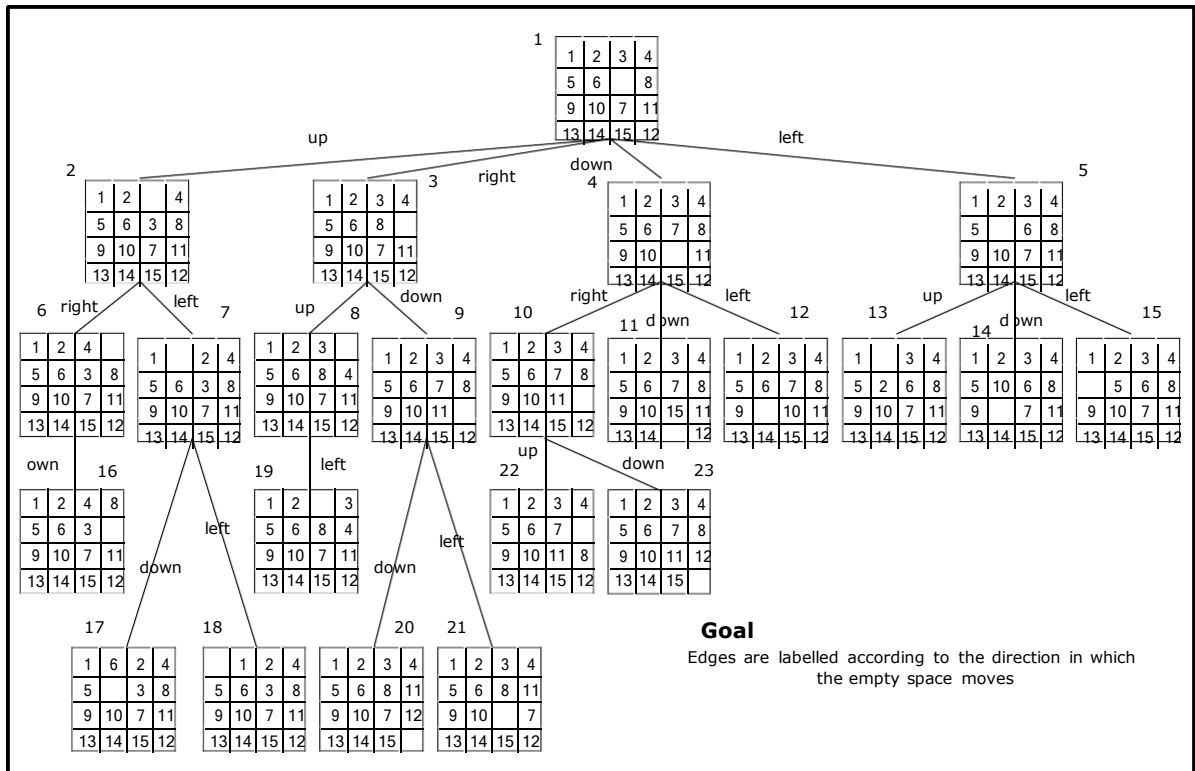 1
1 2 3 4
5 6 8
9 10 7 11
13 14 15 12
up
right
down
left
2
1 2 4
5 6 3 8
9 10 7 11
13 14 15 12
3
1 2 3 4
5 6 8
9 10 7 11
13 14 15 12
4
1 2 3 4
5 6 7 8
9 10 11
13 14 15 12
5
1 2 3 4
5 6 8
9 10 7 11
13 14 15 12
right
left
up
down
right
down
left
up
down
left
6
1 2 4
5 6 3 8
9 10 7 11
13 14 15 12
7
1 2 4
5 6 3 8
9 10 7 11
13 14 15 12
8
1 2 3
5 6 8 4
9 10 7 11
13 14 15 12
9
1 2 3 4
5 6 7 8
9 10 11
13 14 15 12
10
1 2 3 4
5 6 7 8
9 10 11
13 14 15 12
11
1 2 3 4
5 6 7 8
9 10 15 11
13 14 12
12
1 2 3 4
5 6 7 8
9 10 11
13 14 15 12
13
1 3 4
5 2 6 8
9 10 7 11
13 14 15 12
14
1 2 3 4
5 10 6 8
9 7 11
13 14 15 12
15
1 2 3 4
5 6 8
9 10 7 11
13 14 15 12
own
down
left
left
down
left
up
down
16
1 2 4 8
5 6 3
9 10 7 11
13 14 15 12
19
1 2 3
5 6 8 4
9 10 7 11
13 14 15 12
22
1 2 3 4
5 6 7
9 10 11 8
13 14 15 12
23
1 2 3 4
5 6 7 8
9 10 11 12
13 14 15
17
1 6 2 4
5 3 8
9 10 7 11
13 14 15 12
18
1 2 4
5 6 3 8
9 10 7 11
13 14 15 12
20
1 2 3 4
5 6 8 11
9 10 7 12
13 14 15
21
1 2 3 4
5 6 8 11
9 10 7
13 14 15 12
Goal
Edges are labelled according to the direction in which
the empty space moves